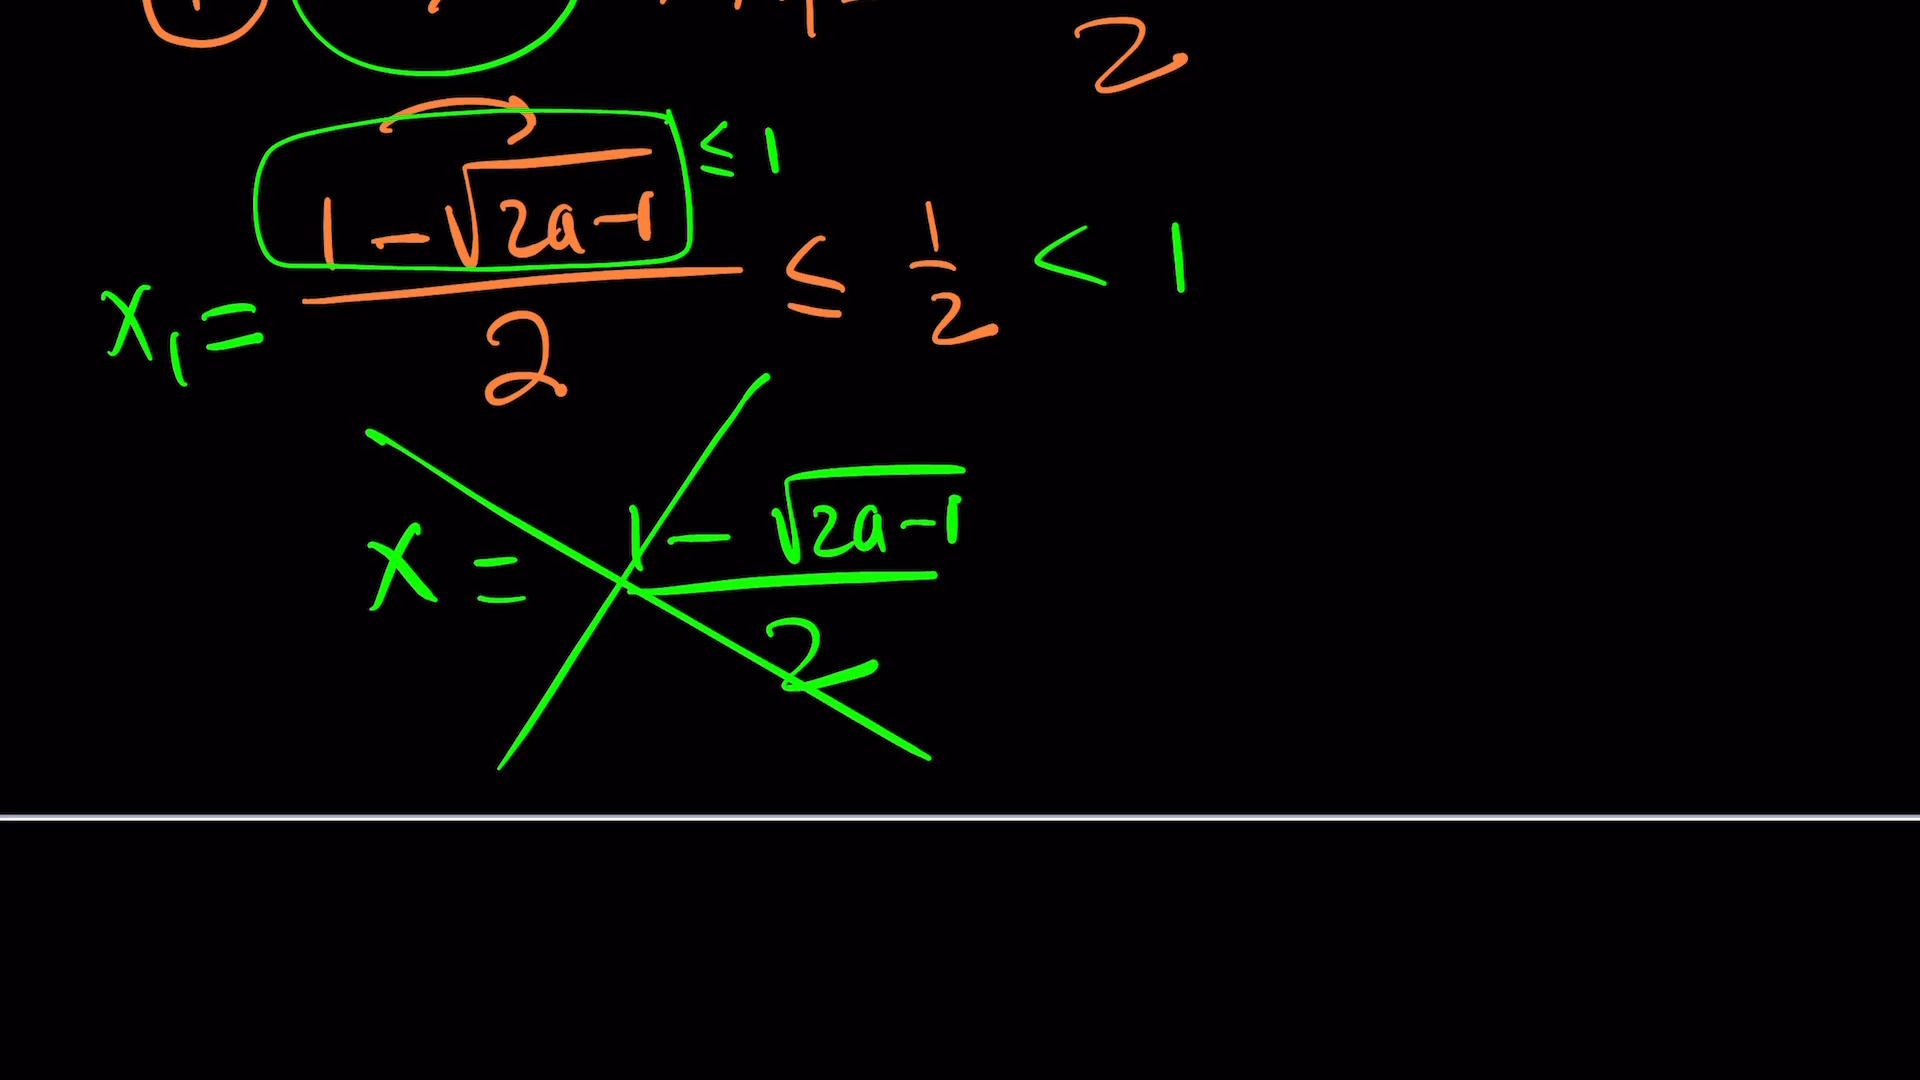 2
x₁ = (1 - √(2a-1))/2 ≤ 1 ≤ 1/2 < 1
x = (1 - √(2a-1))/2